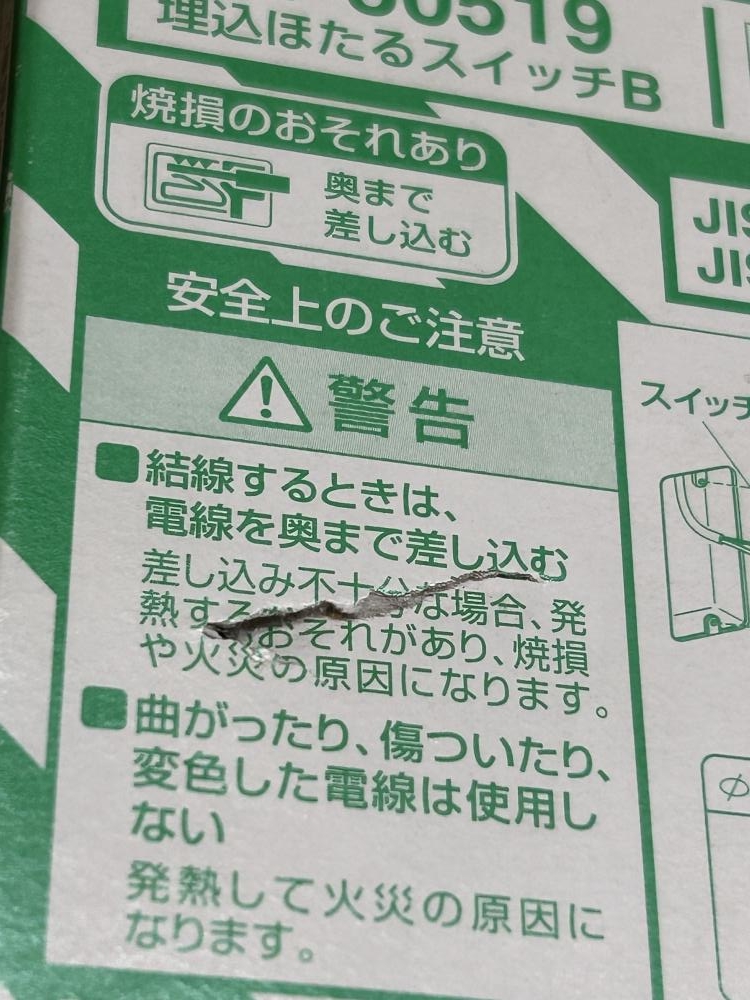 50519
埋込ほたるスイッチB
焼損のおそれあり
奥まで
差し込む
JIS
JIS
安全上のご注意
警告
スイッチ
■結線するときは、
電線を奥まで差し込む
差し込み不十分な場合、発
熱するおそれがあり、焼損
や火災の原因になります。
■曲がったり、傷ついたり、
変色した電線は使用し
ない
発熱して火災の原因に
なります。
φ